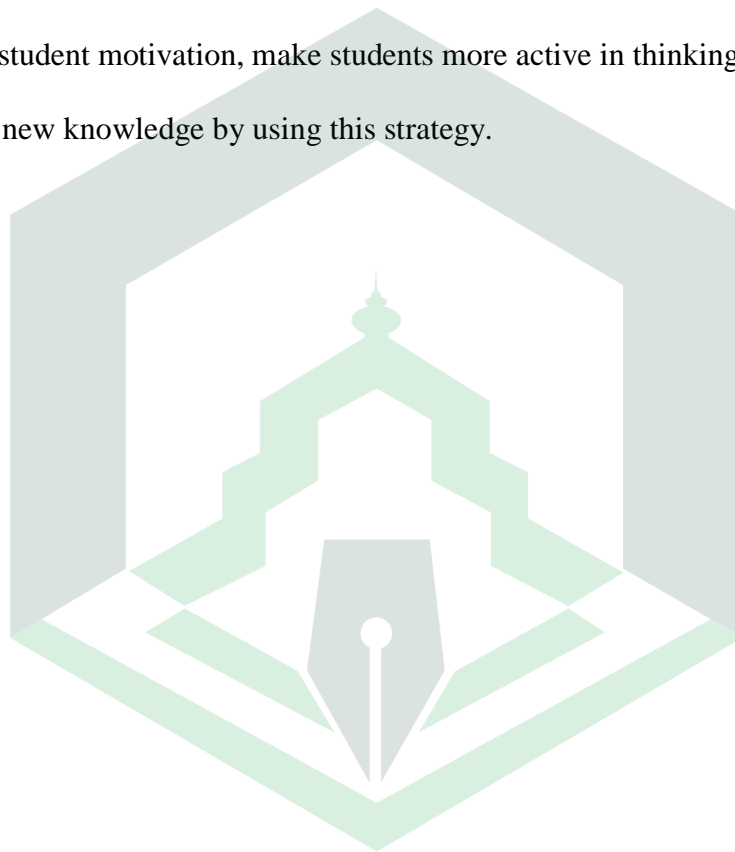 student motivation, make students more active in thinking
new knowledge by using this strategy.